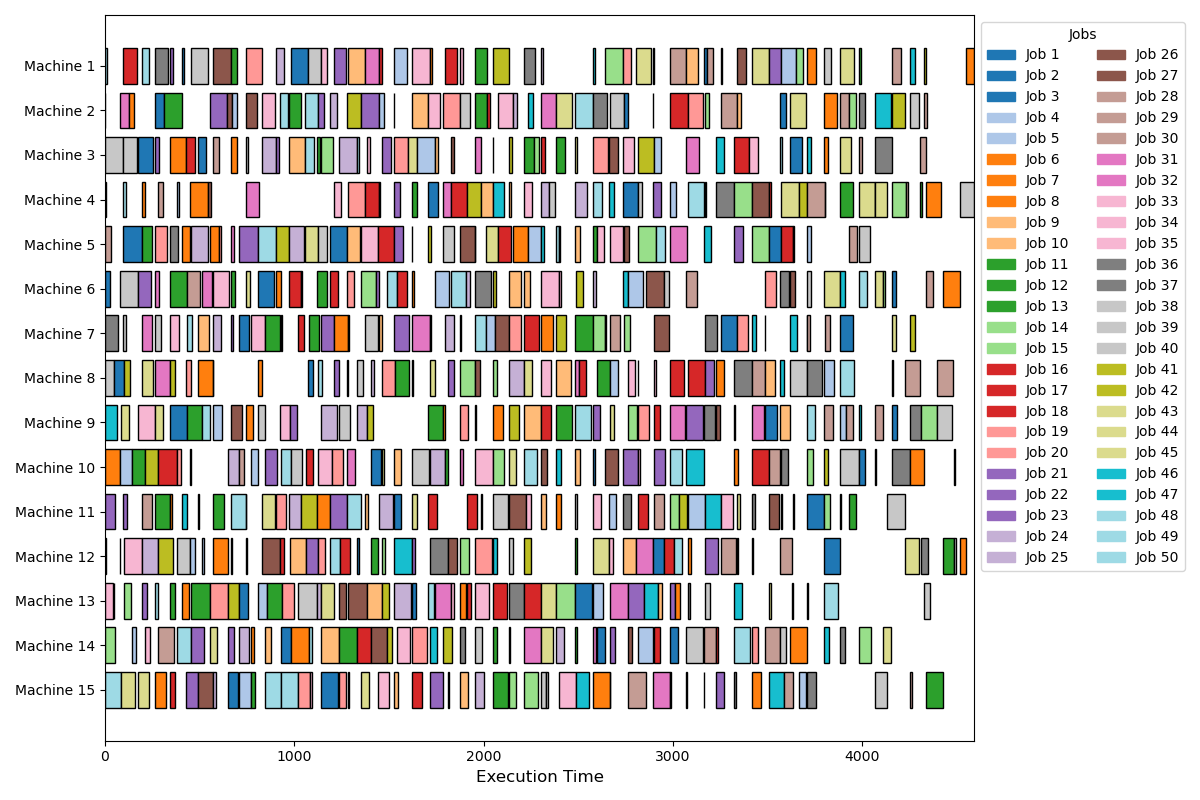 Machine 1
Machine 2
Machine 3
Machine 4
Machine 5
Machine 6
Machine 7
Machine 8
Machine 9
Machine 10
Machine 11
Machine 12
Machine 13
Machine 14
Machine 15
0 1000 2000 3000 4000
Execution Time
Jobs
Job 1
Job 2
Job 3
Job 4
Job 5
Job 6
Job 7
Job 8
Job 9
Job 10
Job 11
Job 12
Job 13
Job 14
Job 15
Job 16
Job 17
Job 18
Job 19
Job 20
Job 21
Job 22
Job 23
Job 24
Job 25
Job 26
Job 27
Job 28
Job 29
Job 30
Job 31
Job 32
Job 33
Job 34
Job 35
Job 36
Job 37
Job 38
Job 39
Job 40
Job 41
Job 42
Job 43
Job 44
Job 45
Job 46
Job 47
Job 48
Job 49
Job 50